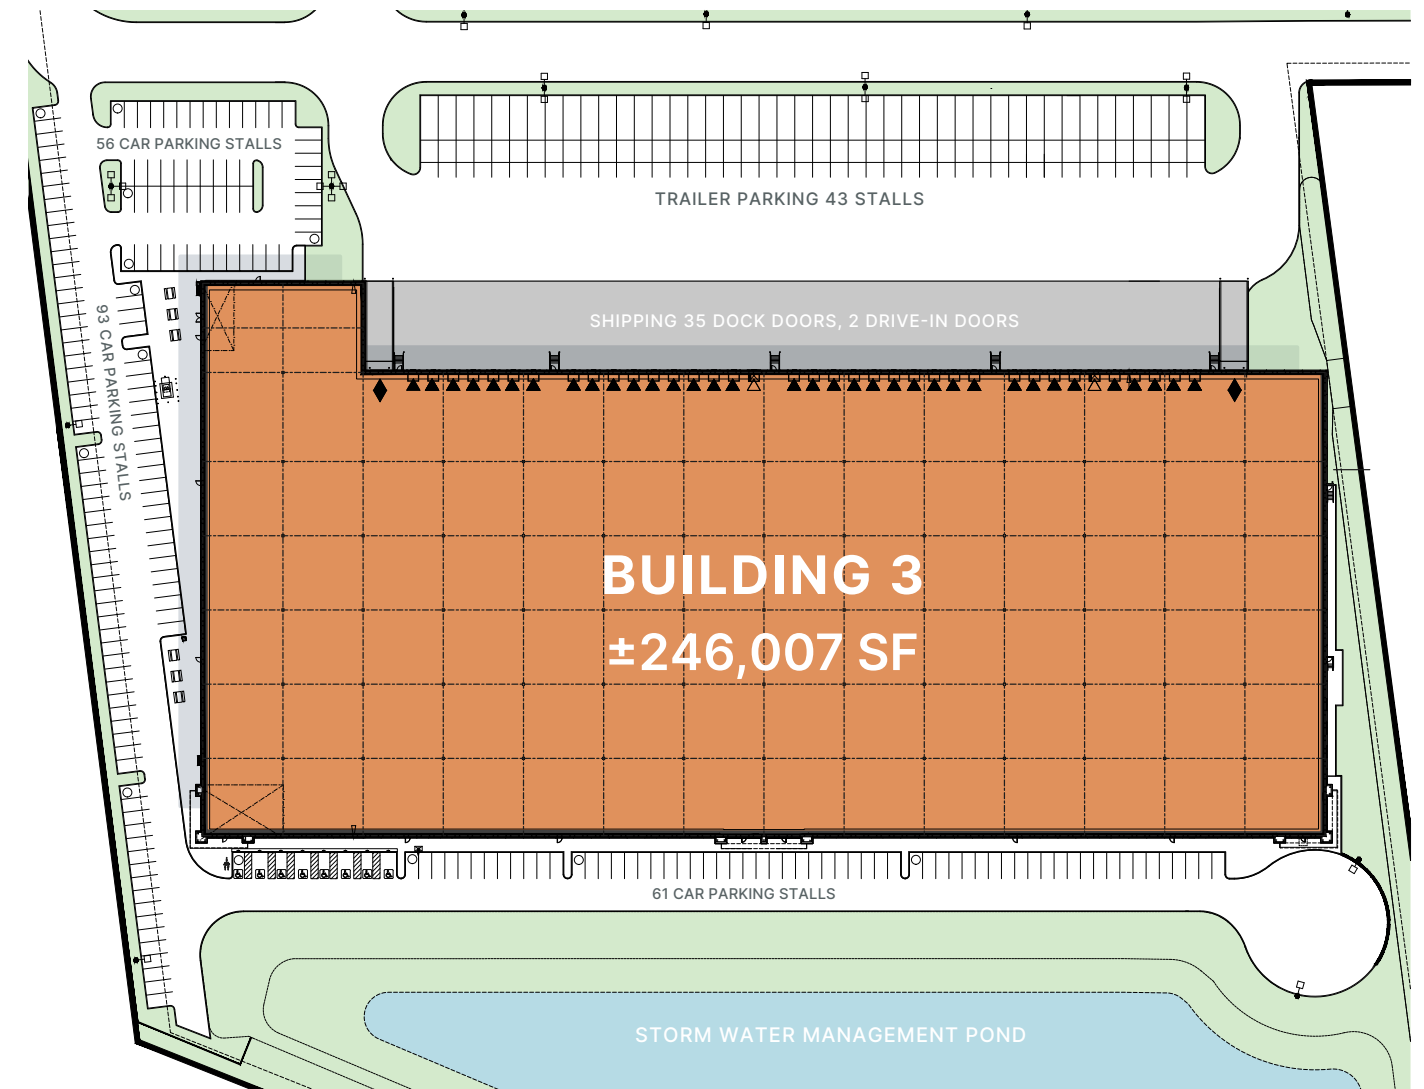 56 CAR PARKING STALLS
TRAILER PARKING 43 STALLS
SHIPPING 35 DOCK DOORS, 2 DRIVE-IN DOORS
93 CAR PARKING STALLS
BUILDING 3
±246,007 SF
61 CAR PARKING STALLS
STORM WATER MANAGEMENT POND